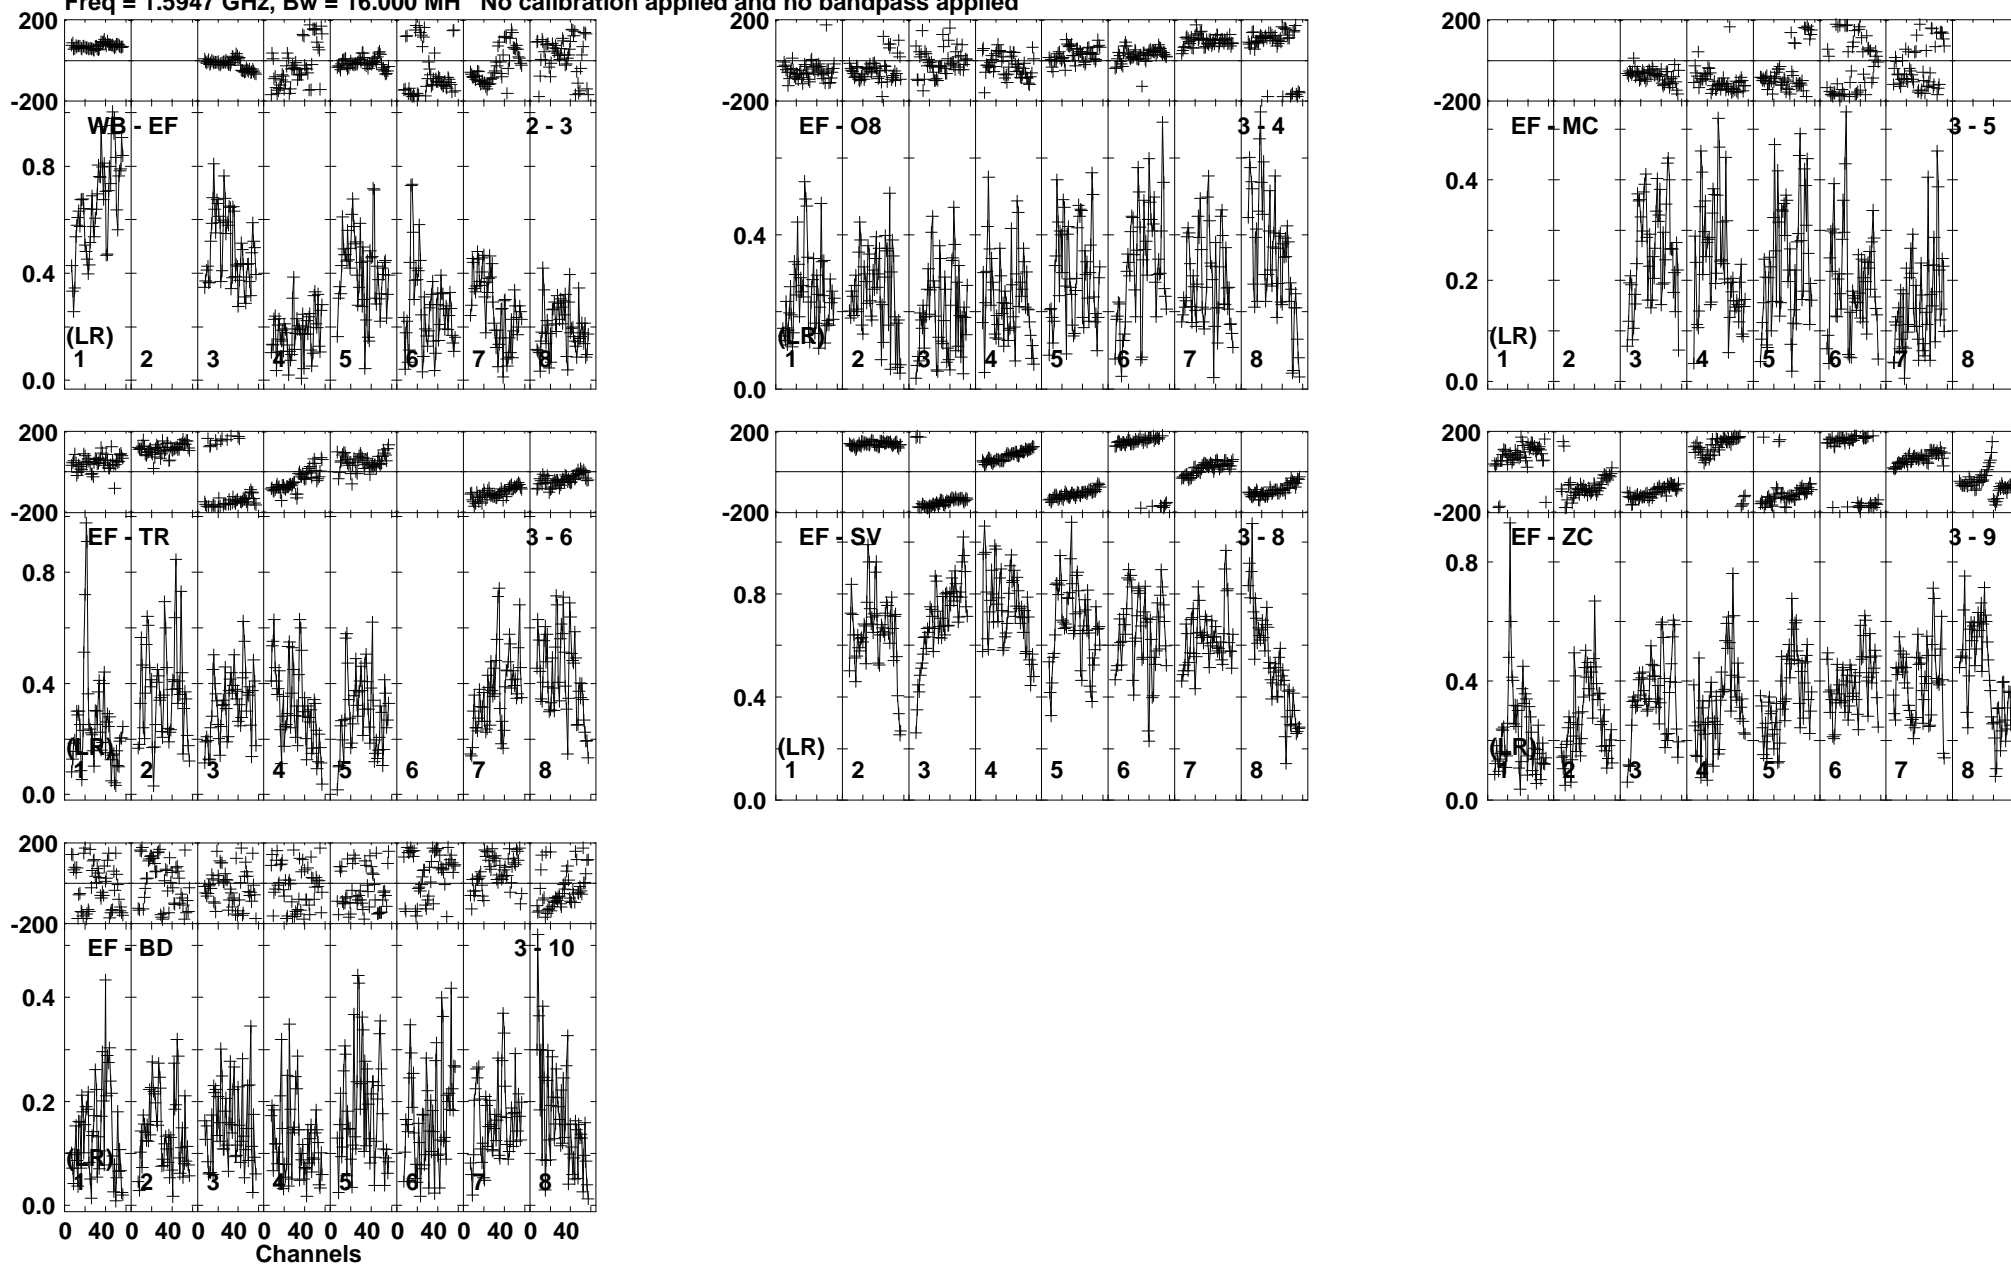 Freq = 1.5947 GHz, Bw = 16.000 MH No calibration applied and no bandpass applied
200
-200
WB - EF 2 - 3
0.8
0.4
0.0
(LR)
1 2 3 4 5 6 7 8
200
-200
EF - O8 3 - 4
0.4
0.0
(LR)
1 2 3 4 5 6 7 8
200
-200
EF - MC 3 - 5
0.4
0.2
0.0
(LR)
1 2 3 4 5 6 7 8
200
-200
EF - TR 3 - 6
0.8
0.4
0.0
(LR)
1 2 3 4 5 6 7 8
200
-200
EF - SV 3 - 8
0.8
0.4
0.0
(LR)
1 2 3 4 5 6 7 8
200
-200
EF - ZC 3 - 9
0.8
0.4
0.0
(LR)
1 2 3 4 5 6 7 8
200
-200
EF - BD 3 - 10
0.4
0.2
0.0
(LR)
1 2 3 4 5 6 7 8
0 40 0 40 0 40 0 40 0 40 0 40 0 40 0 40
Channels